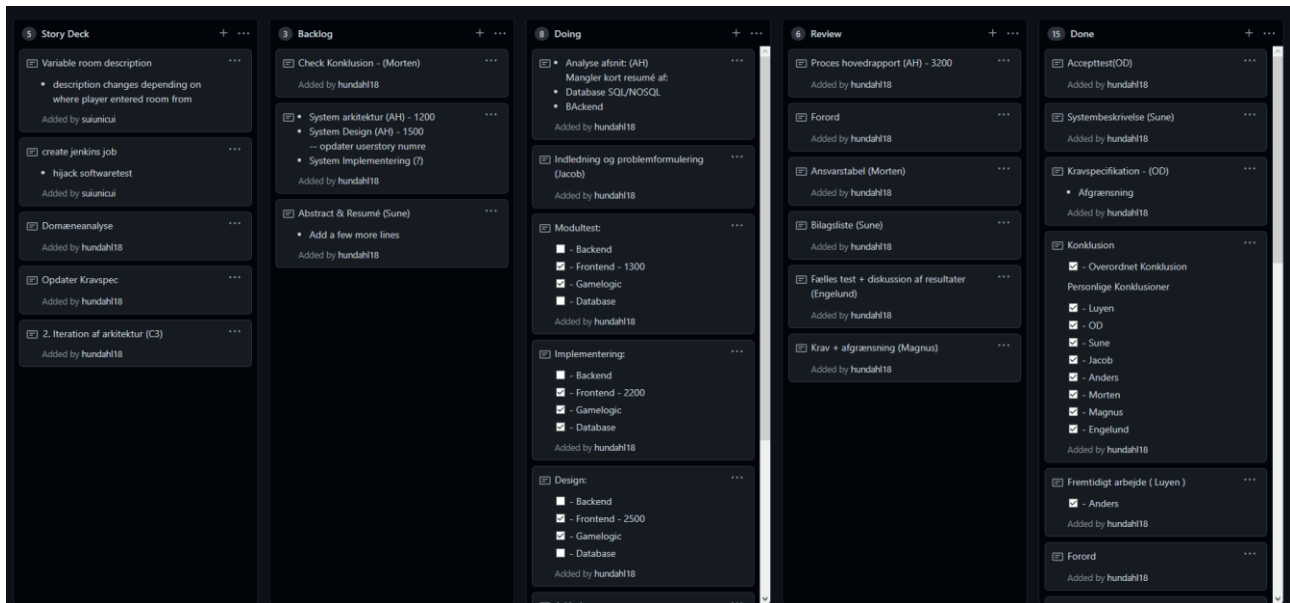 5 Story Deck
Variable room description
• description changes depending on
where player entered room from
Added by suiunicui
create jenkins job
• hijack softwaretest
Added by suiunicui
Domæneanalyse
Added by hundahl18
Opdater Kravspec
Added by hundahl18
2. Iteration af arkitektur (C3)
Added by hundahl18
3 Backlog
Check Konklusion - (Morten)
Added by hundahl18
• System arkitektur (AH) - 1200
• System Design (AH) - 1500
-- opdater userstory numre
• System Implementering (?)
Added by hundahl18
Abstract & Resumé (Sune)
• Add a few more lines
Added by hundahl18
8 Doing
• Analyse afsnit: (AH)
Mangler kort resumé af:
• Database SQL/NOSQL
• BAckend
Added by hundahl18
Indledning og problemformulering
(Jacob)
Added by hundahl18
Modultest:
- Backend
- Frontend - 1300
- Gamelogic
- Database
Added by hundahl18
Implementering:
- Backend
- Frontend - 2200
- Gamelogic
- Database
Added by hundahl18
Design:
- Backend
- Frontend - 2500
- Gamelogic
- Database
Added by hundahl18
6 Review
Proces hovedrapport (AH) - 3200
Added by hundahl18
Forord
Added by hundahl18
Ansvarstabel (Morten)
Added by hundahl18
Bilagsliste (Sune)
Added by hundahl18
Fælles test + diskussion af resultater
(Engelund)
Added by hundahl18
Krav + afgrænsning (Magnus)
Added by hundahl18
15 Done
Accepttest(OD)
Added by hundahl18
Systembeskrivelse (Sune)
Added by hundahl18
Kravspecifikation - (OD)
• Afgrænsning
Added by hundahl18
Konklusion
- Overordnet Konklusion
Personlige Konklusioner
- Luyen
- OD
- Sune
- Jacob
- Anders
- Morten
- Magnus
- Engelund
Added by hundahl18
Fremtidigt arbejde ( Luyen )
- Anders
Added by hundahl18
Forord
Added by hundahl18